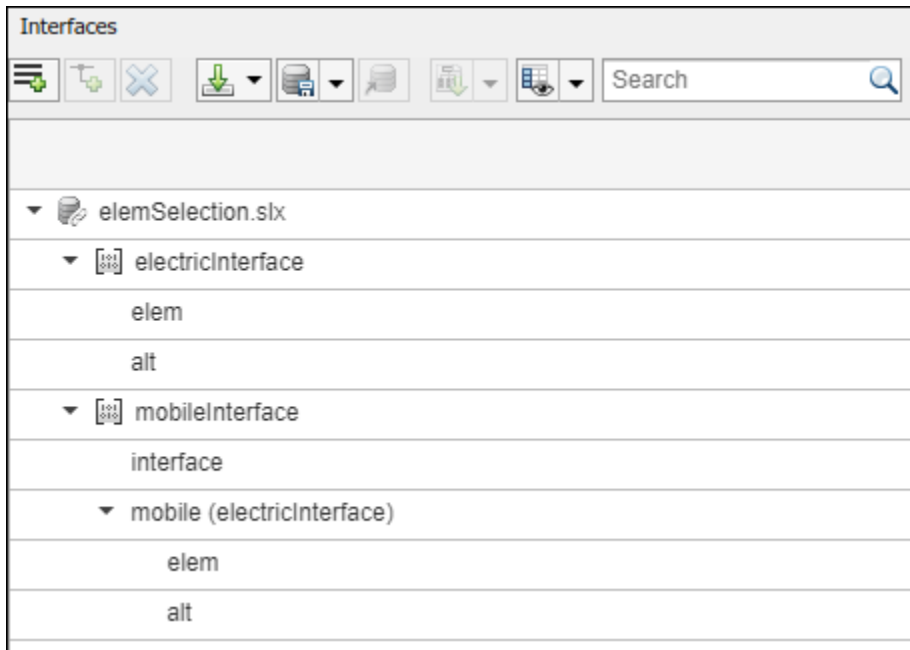 Interfaces
Search
elemSelection.slx
electricInterface
elem
alt
mobileInterface
interface
mobile (electricInterface)
elem
alt